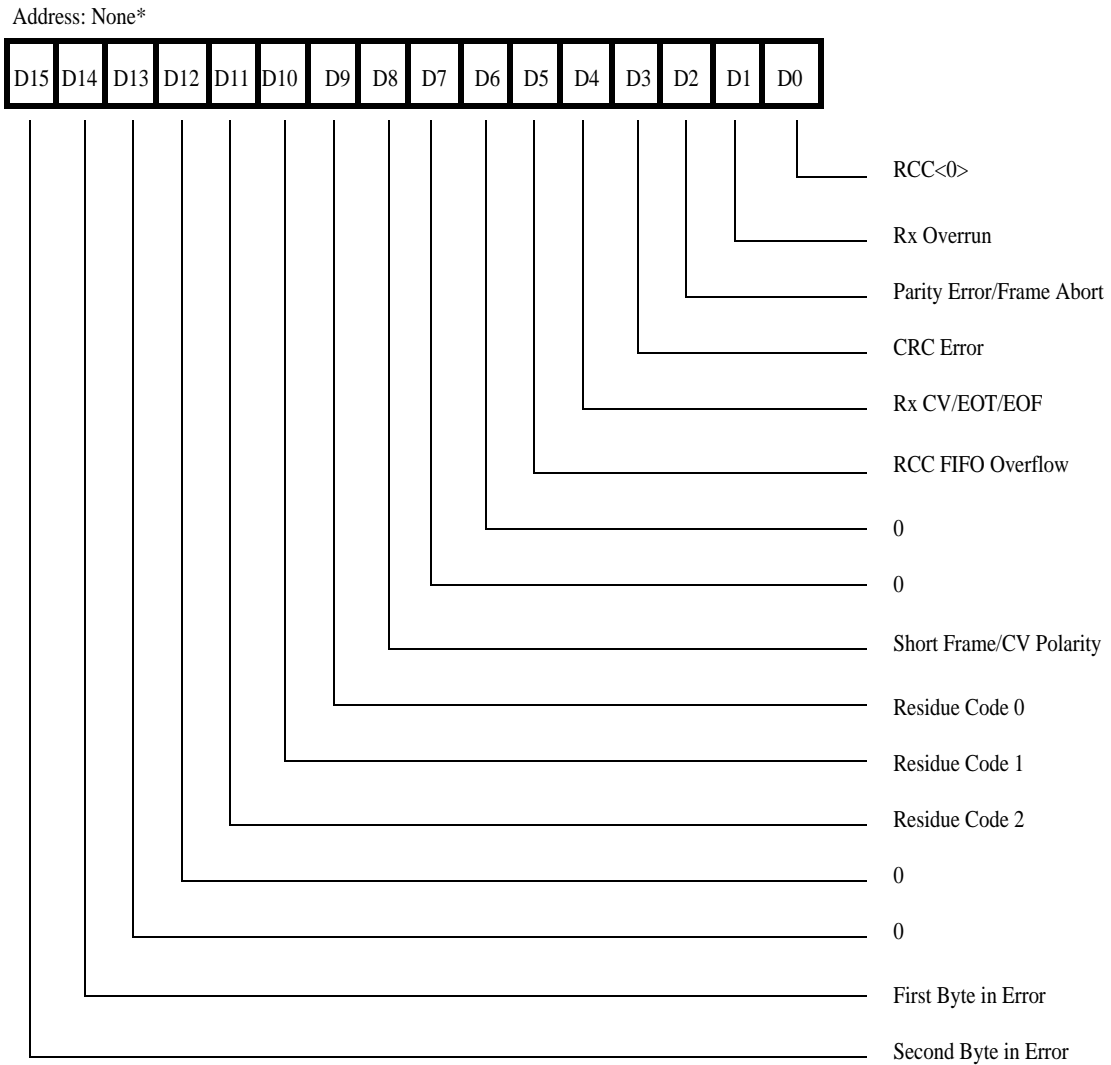 Address: None*
D15 D14 D13 D12 D11 D10 D9 D8 D7 D6 D5 D4 D3 D2 D1 D0
RCC<0>
Rx Overrun
Parity Error/Frame Abort
CRC Error
Rx CV/EOT/EOF
RCC FIFO Overflow
0
0
Short Frame/CV Polarity
Residue Code 0
Residue Code 1
Residue Code 2
0
0
First Byte in Error
Second Byte in Error